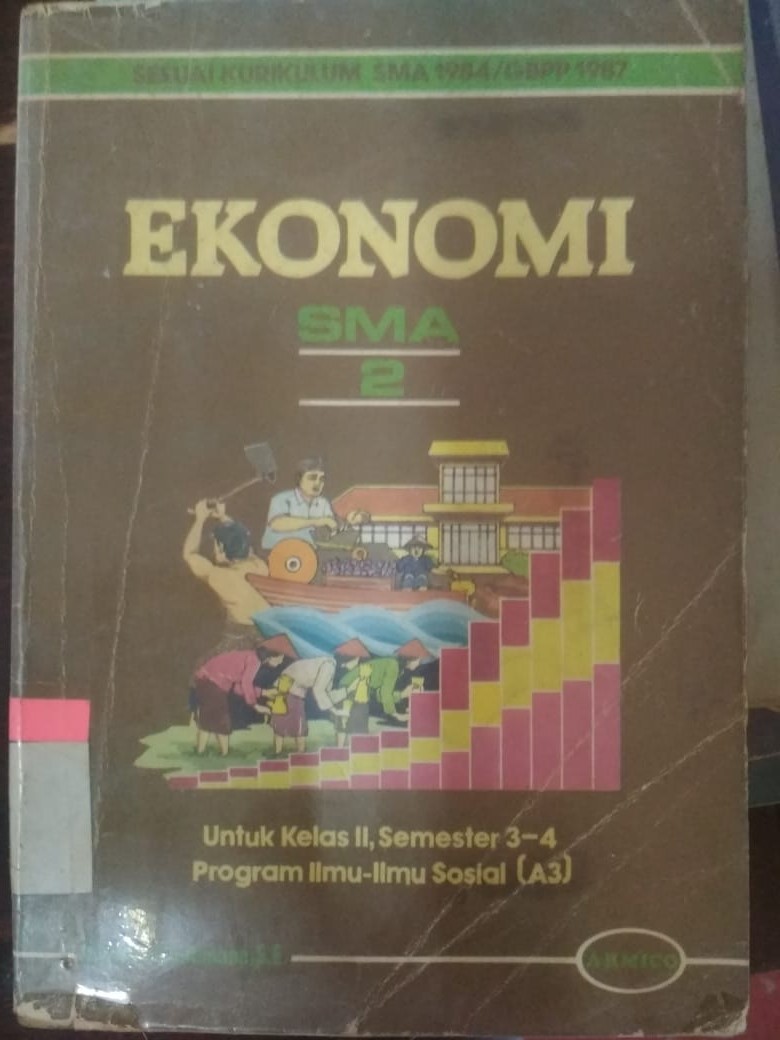 SESUAI KURIKULUM SMA 1984/GBPP 1987
EKONOMI
SMA
2
Untuk Kelas II, Semester 3-4
Program Ilmu-Ilmu Sosial (A3)
ARMICO